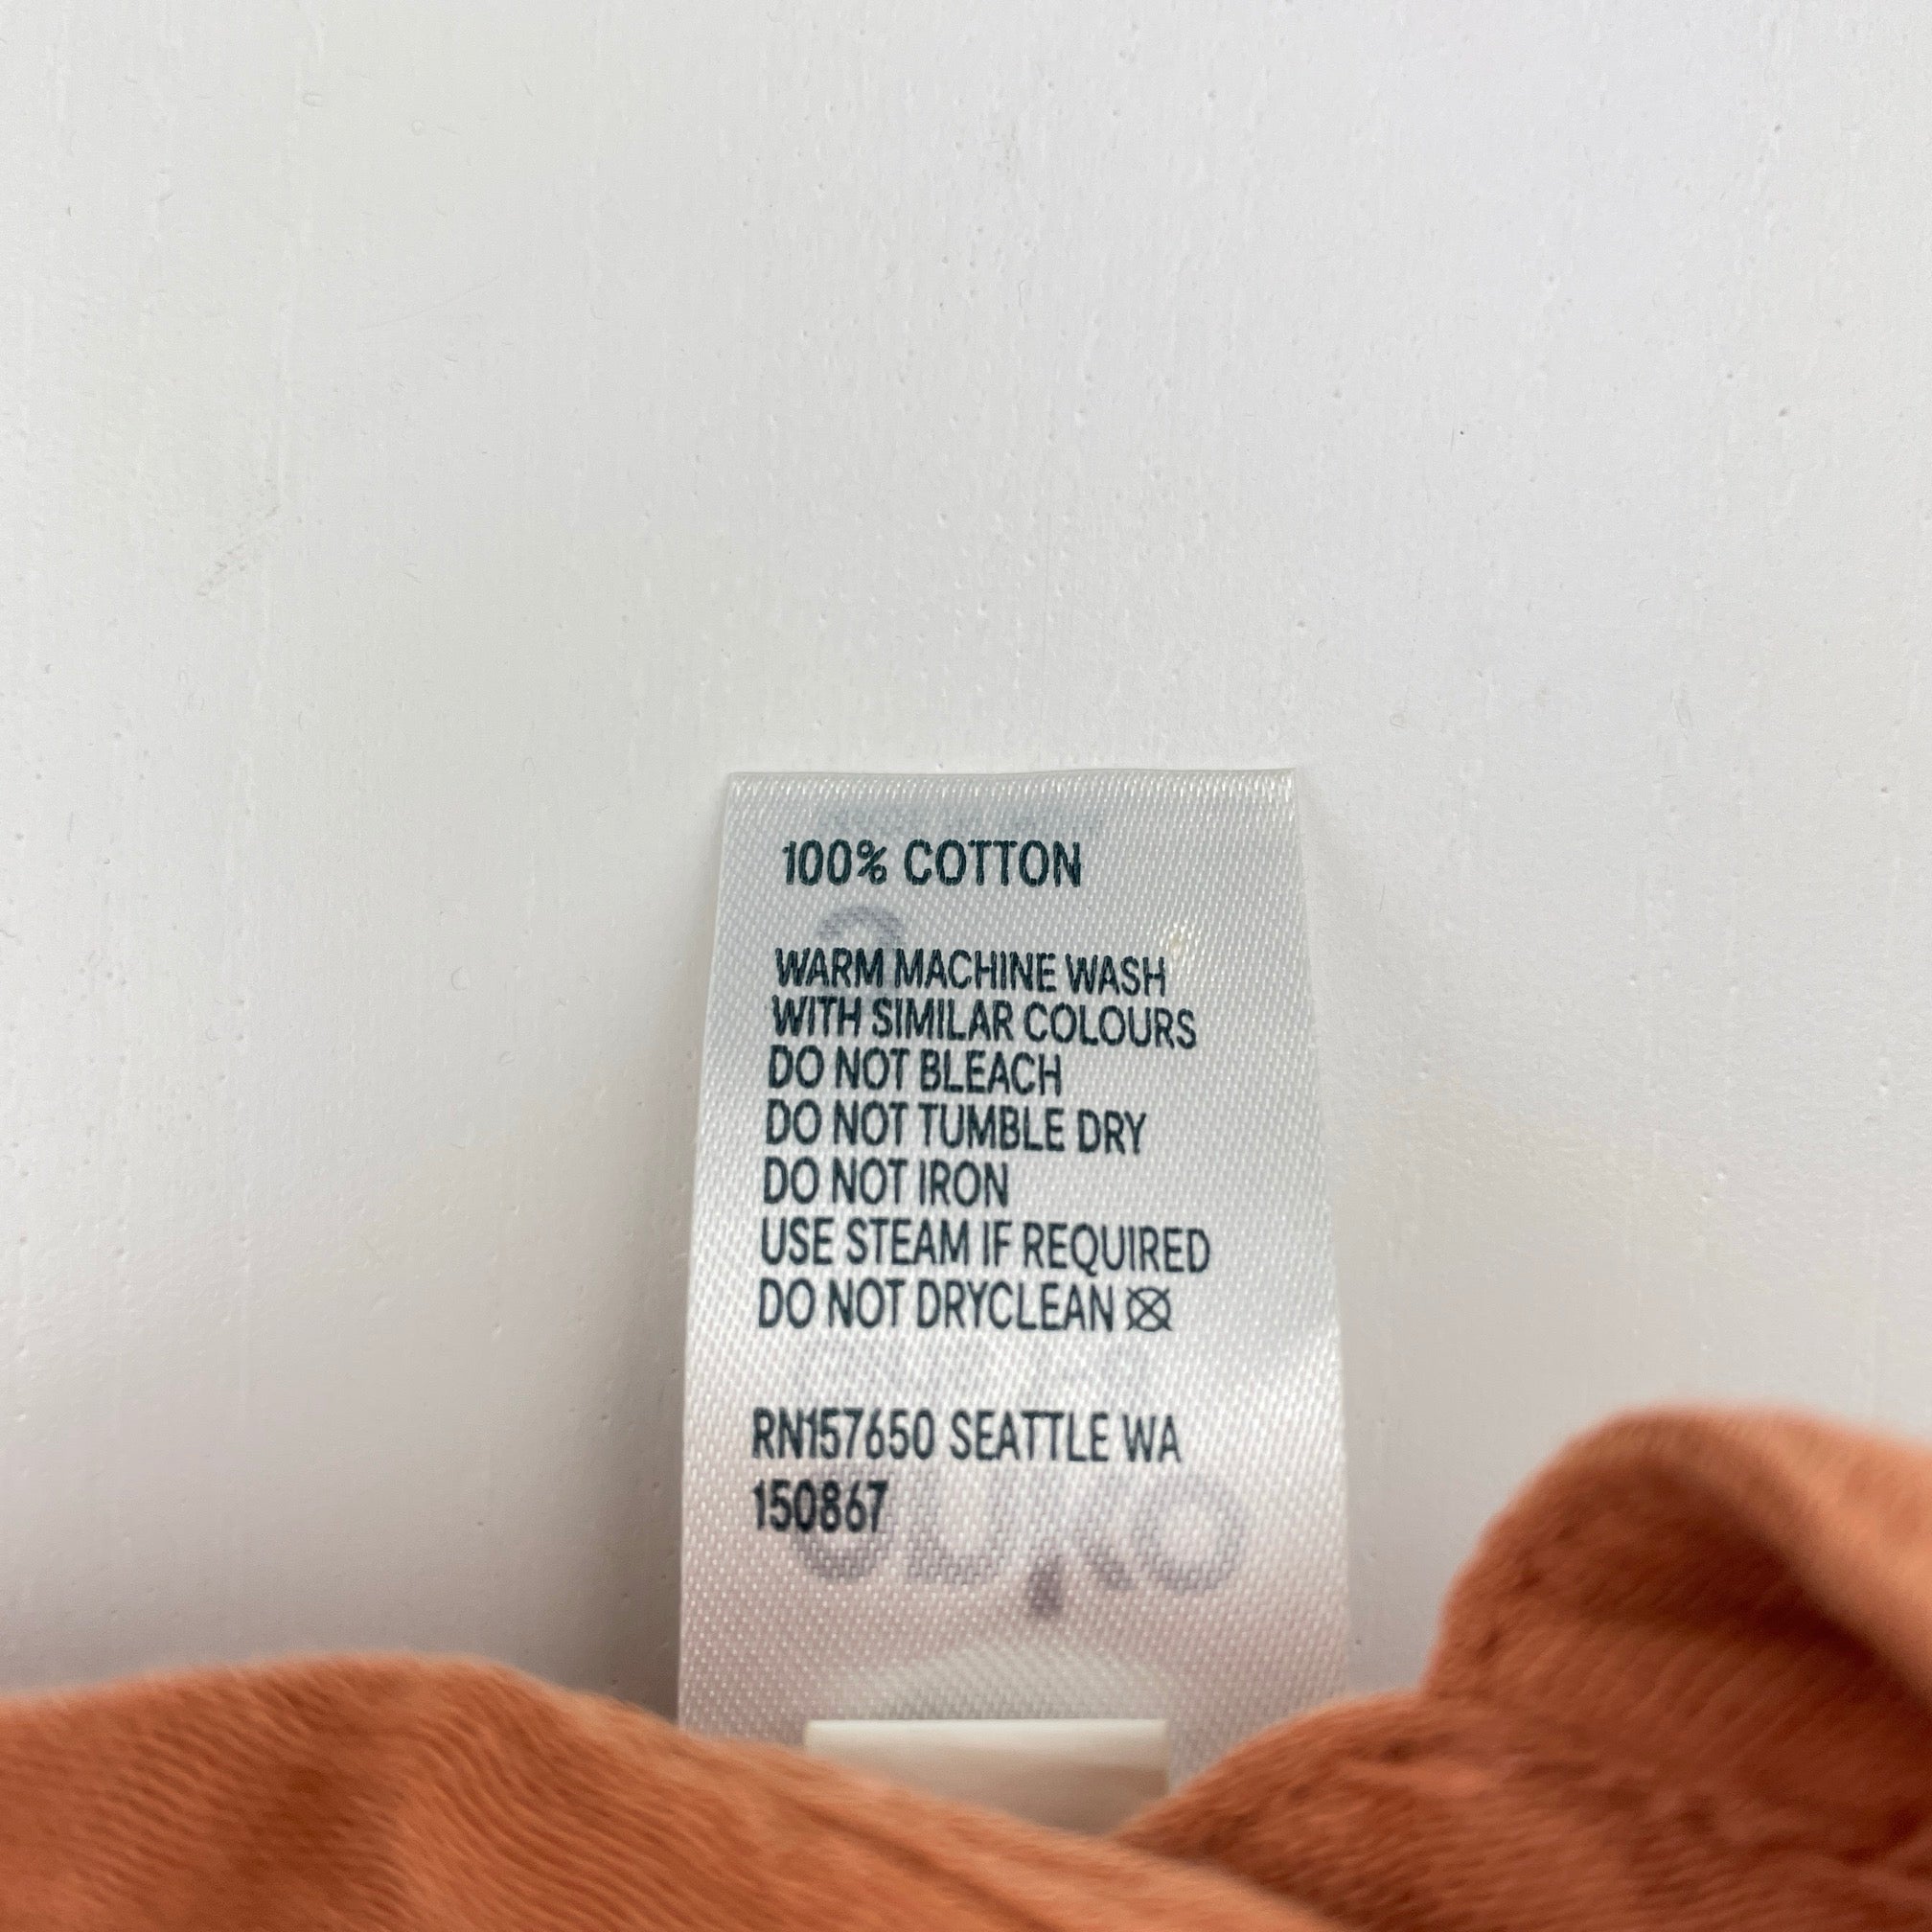 100% COTTON
WARM MACHINE WASH
WITH SIMILAR COLOURS
DO NOT BLEACH
DO NOT TUMBLE DRY
DO NOT IRON
USE STEAM IF REQUIRED
DO NOT DRYCLEAN
RN157650 SEATTLE WA
150867